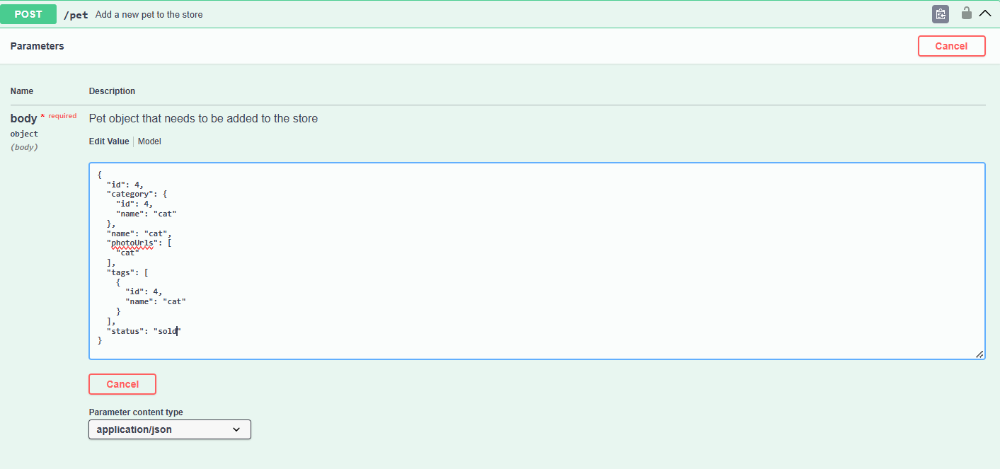 POST /pet Add a new pet to the store
Parameters
Cancel
Name Description
body * required Pet object that needs to be added to the store
object
(body)
Edit Value Model
{
  "id": 4,
  "category": {
    "id": 4,
    "name": "cat"
  },
  "name": "cat",
  "photoUrls": [
    "cat"
  ],
  "tags": [
    {
      "id": 4,
      "name": "cat"
    }
  ],
  "status": "sold"
}
Cancel
Parameter content type
application/json